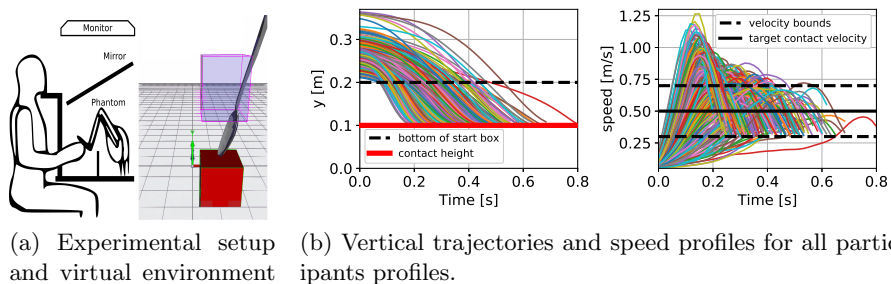 Monitor
Mirror
Phantom
y [m]
0.3
0.2
0.1
0.0
bottom of start box
contact height
0.0 0.2 0.4 0.6 0.8
Time [s]
speed [m/s]
1.25
1.00
0.75
0.50
0.25
velocity bounds
target contact velocity
0.0 0.2 0.4 0.6 0.8
Time [s]
(a) Experimental setup
and virtual environment
(b) Vertical trajectories and speed profiles for all partic
ipants profiles.